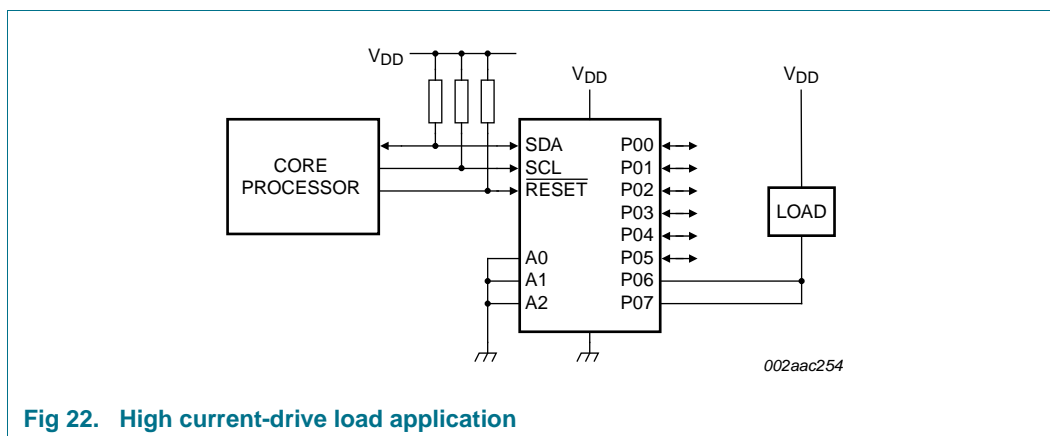 VDD
VDD
VDD
CORE
PROCESSOR
SDA
SCL
RESET
A0
A1
A2
P00
P01
P02
P03
P04
P05
P06
P07
LOAD
002aac254
Fig 22. High current-drive load application